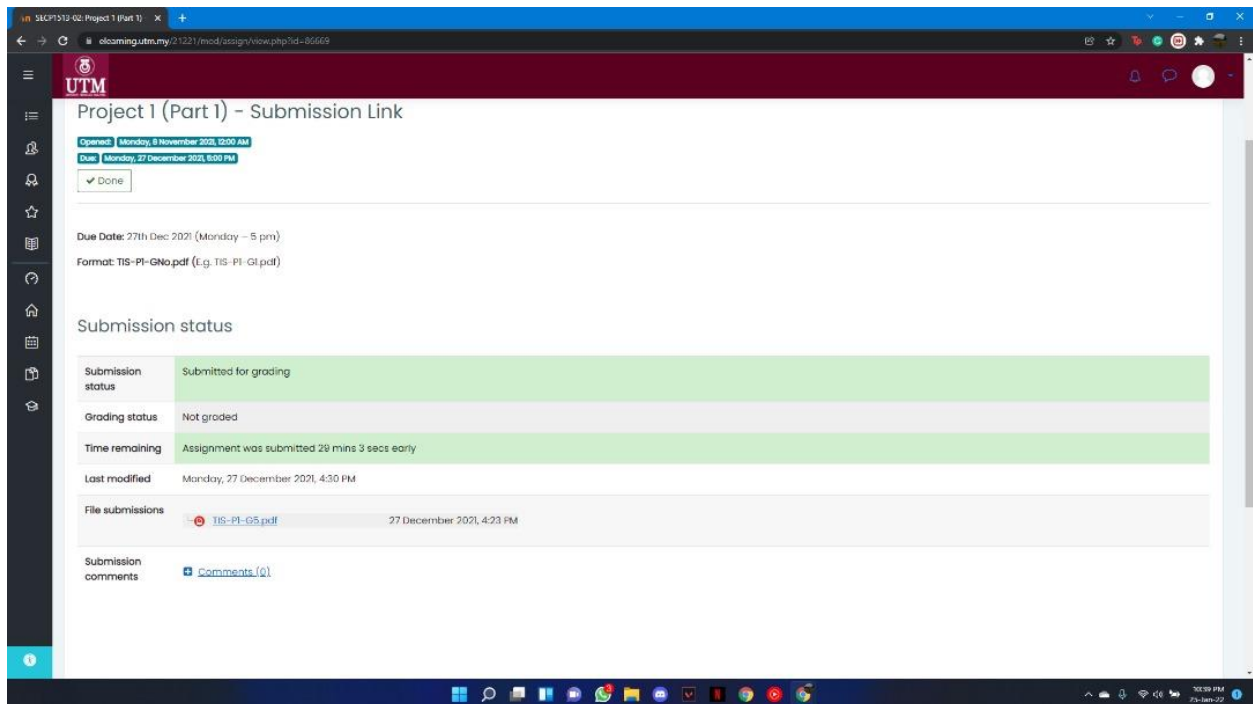 SECP1513-02: Project 1 (Part 1)
elearning.utm.my/21221/mod/assign/view.php?id=86669
UTM
Project 1 (Part 1) - Submission Link
Opened: Monday, 8 November 2021, 12:00 AM
Due: Monday, 27 December 2021, 5:00 PM
Done
Due Date: 27th Dec 2021 (Monday – 5 pm)
Format: TIS-P1-GNo.pdf (E.g. TIS-P1-G1.pdf)
Submission status
Submission status Submitted for grading
Grading status Not graded
Time remaining Assignment was submitted 29 mins 3 secs early
Last modified Monday, 27 December 2021, 4:30 PM
File submissions
TIS-P1-G5.pdf 27 December 2021, 4:23 PM
Submission comments Comments (0)
PM
25-Jan-22